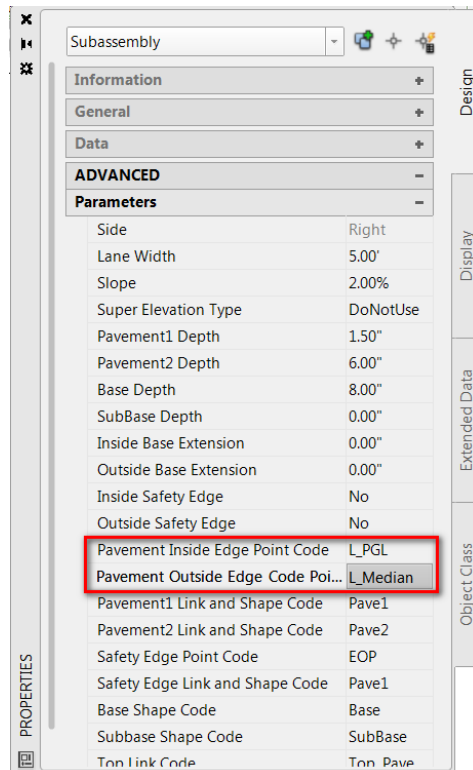 Subassembly
Information
General
Data
ADVANCED
Parameters
Side Right
Lane Width 5.00'
Slope 2.00%
Super Elevation Type DoNotUse
Pavement1 Depth 1.50"
Pavement2 Depth 6.00"
Base Depth 8.00"
SubBase Depth 0.00"
Inside Base Extension 0.00"
Outside Base Extension 0.00"
Inside Safety Edge No
Outside Safety Edge No
Pavement Inside Edge Point Code L_PGL
Pavement Outside Edge Code Poi... L_Median
Pavement1 Link and Shape Code Pave1
Pavement2 Link and Shape Code Pave2
Safety Edge Point Code EOP
Safety Edge Link and Shape Code Pave1
Base Shape Code Base
Subbase Shape Code SubBase
Top Link Code Top, Pave
Design
Display
Extended Data
Object Class
PROPERTIES